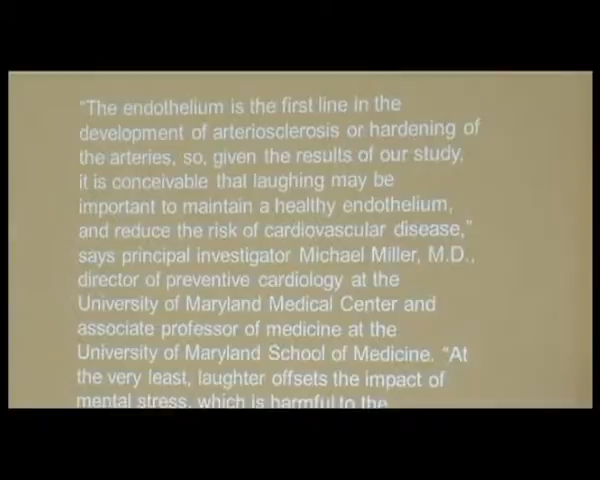 "The endothelium is the first line in the
development of arteriosclerosis or hardening of
the arteries, so, given the results of our study,
it is conceivable that laughing may be
important to maintain a healthy endothelium,
and reduce the risk of cardiovascular disease,"
says principal investigator Michael Miller, M.D.,
director of preventive cardiology at the
University of Maryland Medical Center and
associate professor of medicine at the
University of Maryland School of Medicine. "At
the very least, laughter offsets the impact of
mental stress, which is harmful to the